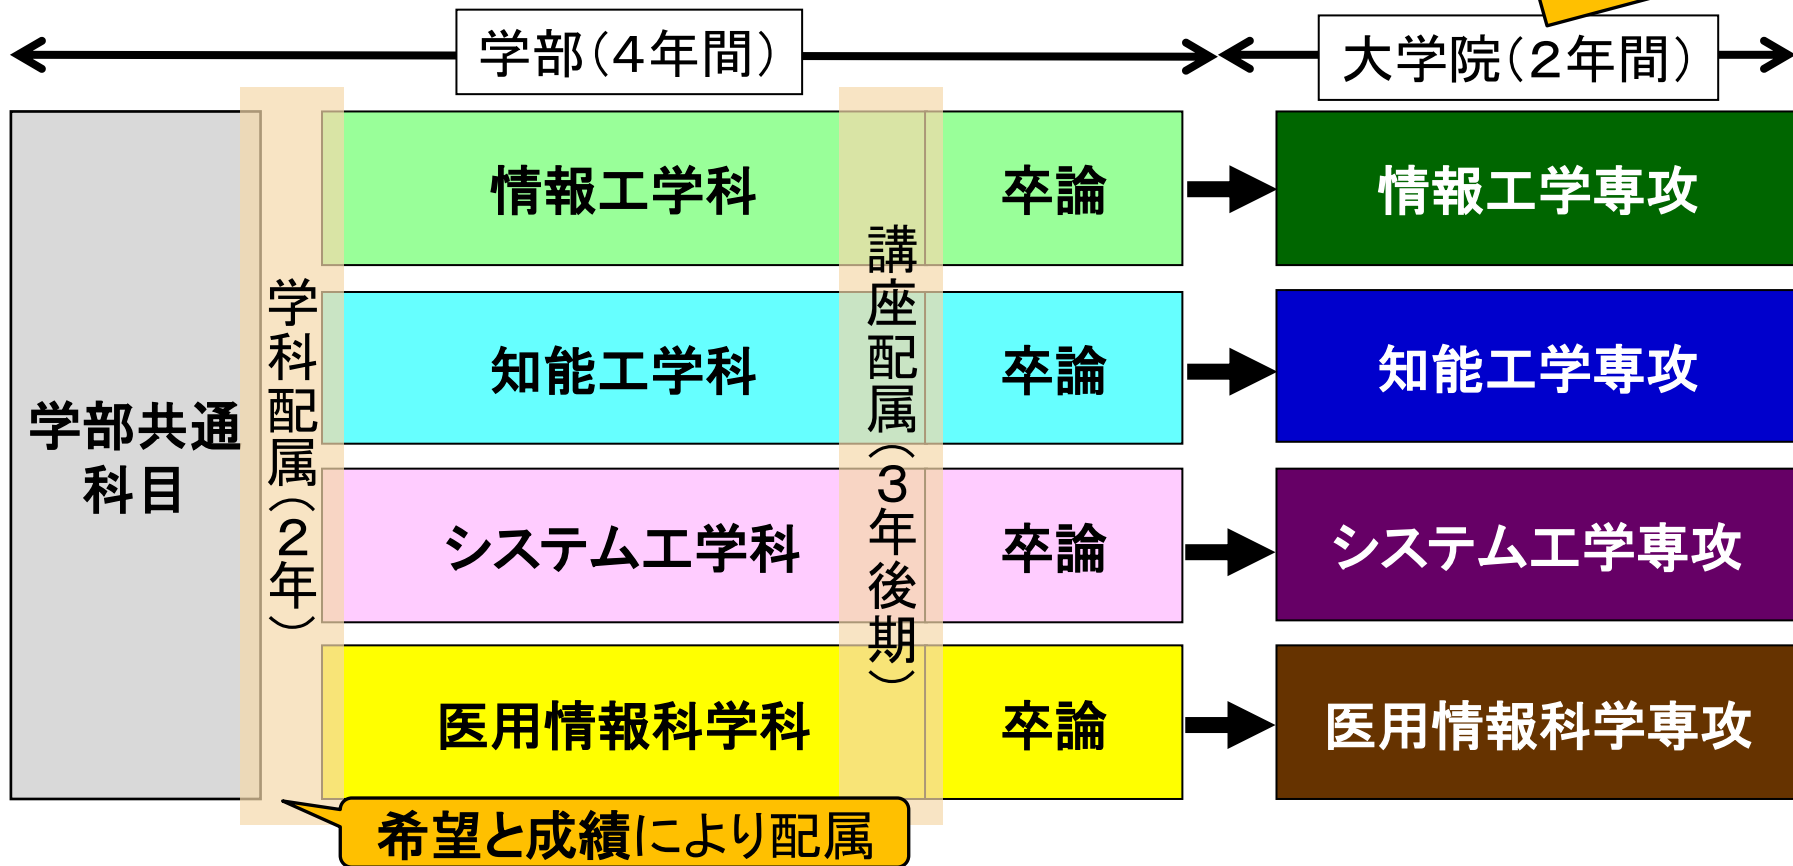 学部（４年間）
大学院（２年間）
学部共通
科目
学科配属（２年）
情報工学科
知能工学科
システム工学科
医用情報科学科
講座配属（３年後期）
卒論
卒論
卒論
卒論
情報工学専攻
知能工学専攻
システム工学専攻
医用情報科学専攻
希望と成績により配属